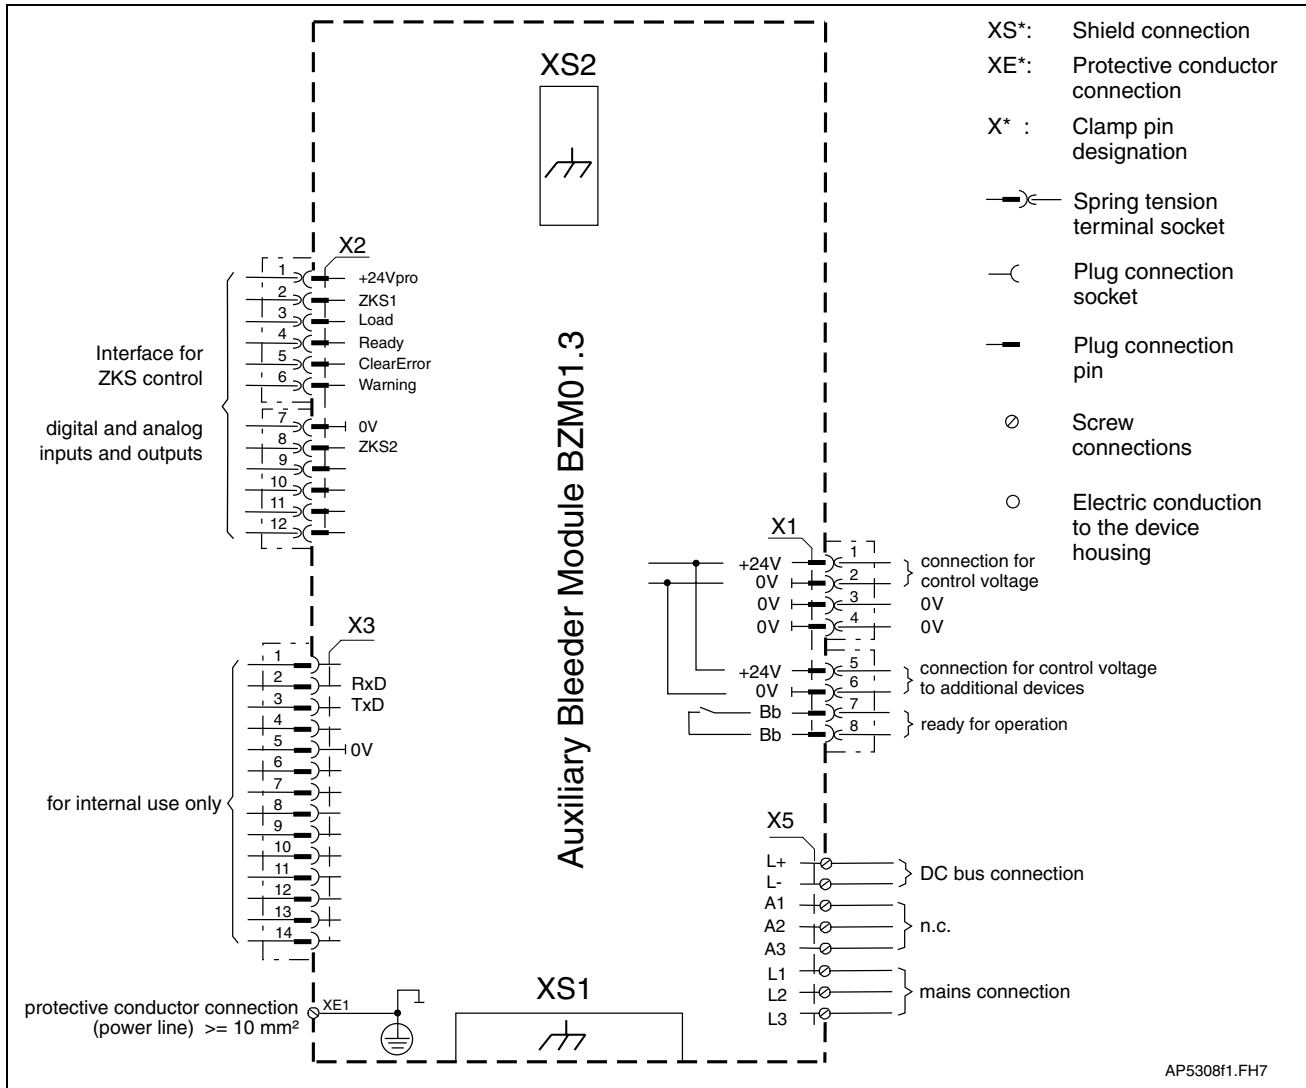 XS2
XS*: Shield connection
XE*: Protective conductor
connection
X* : Clamp pin
designation
Spring tension
terminal socket
Plug connection
socket
Plug connection
pin
Screw
connections
Electric conduction
to the device
housing
X2
1 +24Vpro
2 ZKS1
3 Load
4 Ready
5 ClearError
6 Warning
7 0V
8 ZKS2
9
10
11
12
Interface for
ZKS control
digital and analog
inputs and outputs
Auxiliary Bleeder Module BZM01.3
X1
+24V 1
0V 2
connection for
control voltage
0V 3 0V
0V 4 0V
+24V 5
0V 6
connection for control voltage
to additional devices
Bb 7
Bb 8
ready for operation
X3
1
2 RxD
3 TxD
4
5 0V
6
7
8
9
10
11
12
13
14
for internal use only
X5
L+
L-
DC bus connection
A1
A2
A3
n.c.
L1
L2
L3
mains connection
protective conductor connection
(power line) >= 10 mm²
XE1
XS1
AP5308f1.FH7